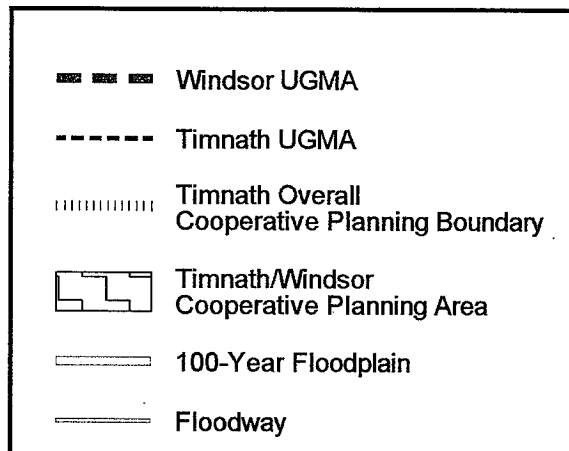 Windsor UGMA
Timnath UGMA
Timnath Overall
Cooperative Planning Boundary
Timnath/Windsor
Cooperative Planning Area
100-Year Floodplain
Floodway